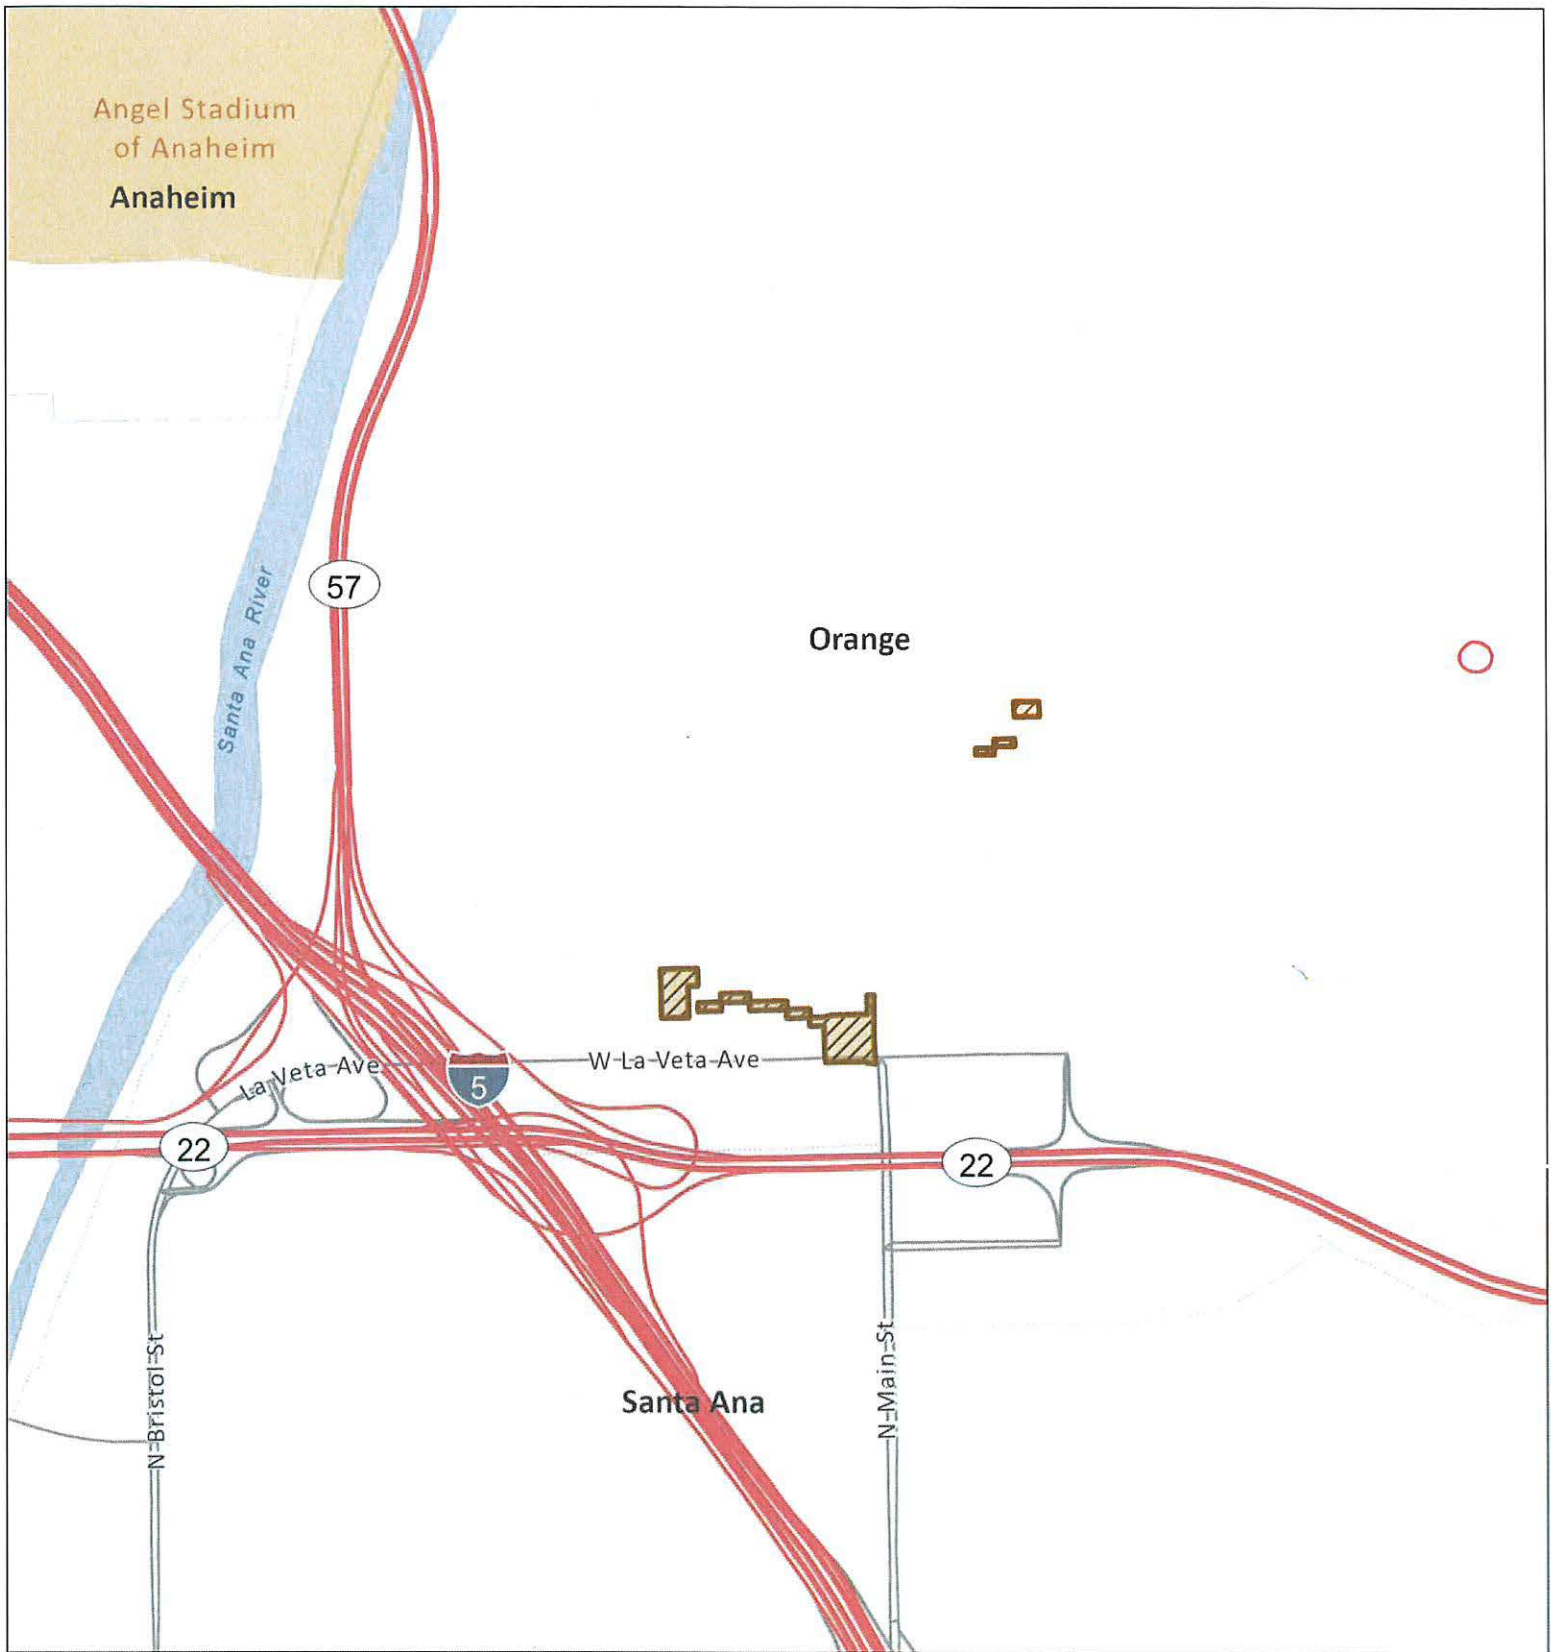 Angel Stadium
of Anaheim
Anaheim
57
Santa Ana River
Orange
La Veta Ave
5
W La Veta Ave
22
22
N Bristol St
Santa Ana
N Main St